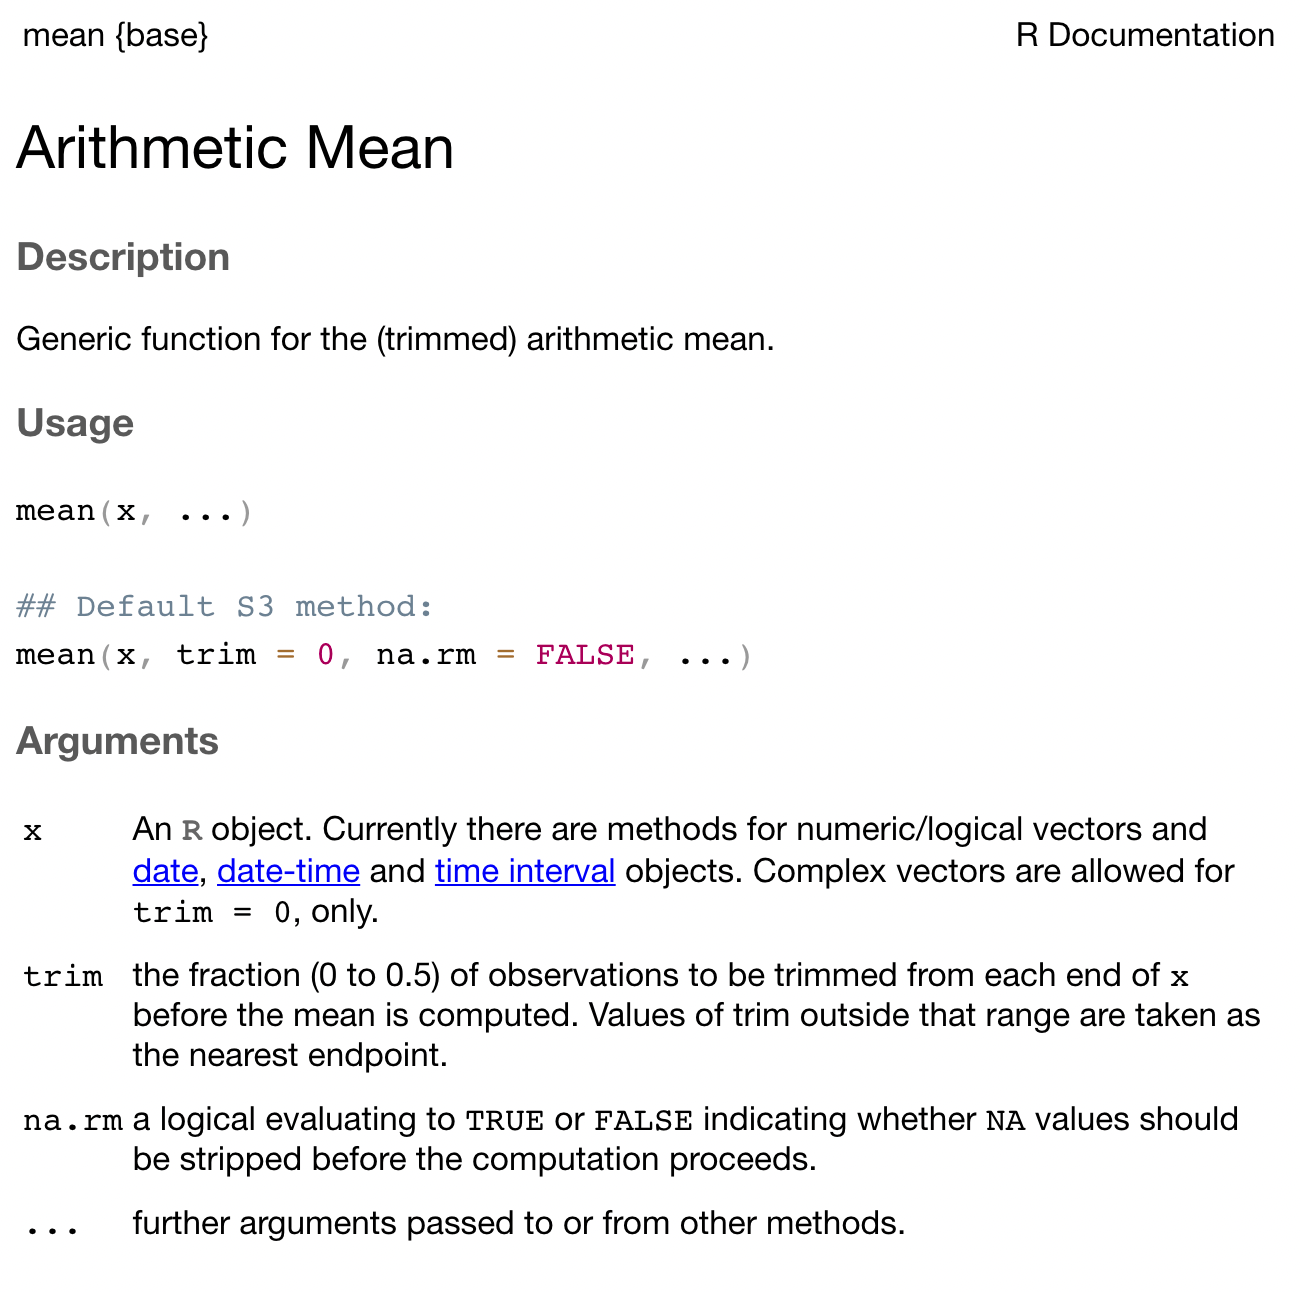 mean {base}
R Documentation
Arithmetic Mean
Description
Generic function for the (trimmed) arithmetic mean.
Usage
mean(x, ...)
## Default S3 method:
mean(x, trim = 0, na.rm = FALSE, ...)
Arguments
x An R object. Currently there are methods for numeric/logical vectors and
date, date-time and time interval objects. Complex vectors are allowed for
trim = 0, only.
trim the fraction (0 to 0.5) of observations to be trimmed from each end of x
before the mean is computed. Values of trim outside that range are taken as
the nearest endpoint.
na.rm a logical evaluating to TRUE or FALSE indicating whether NA values should
be stripped before the computation proceeds.
... further arguments passed to or from other methods.